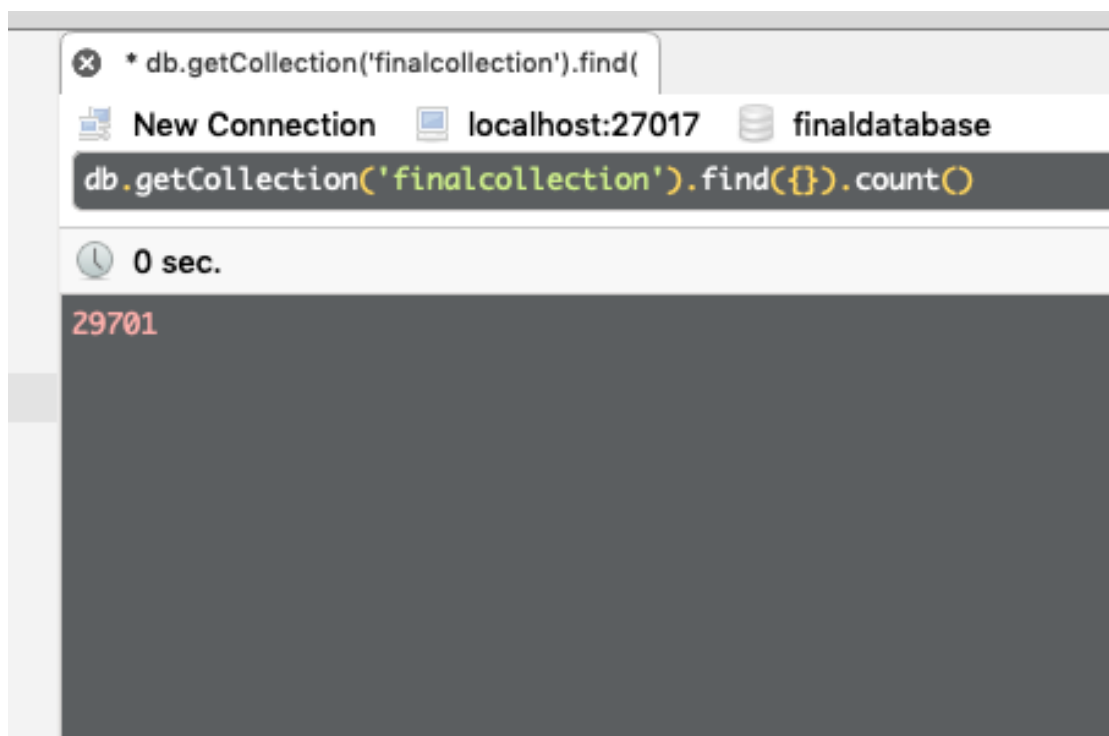 * db.getCollection('finalcollection').find(
New Connection localhost:27017 finaldatabase
db.getCollection('finalcollection').find({}).count()
0 sec.
29701